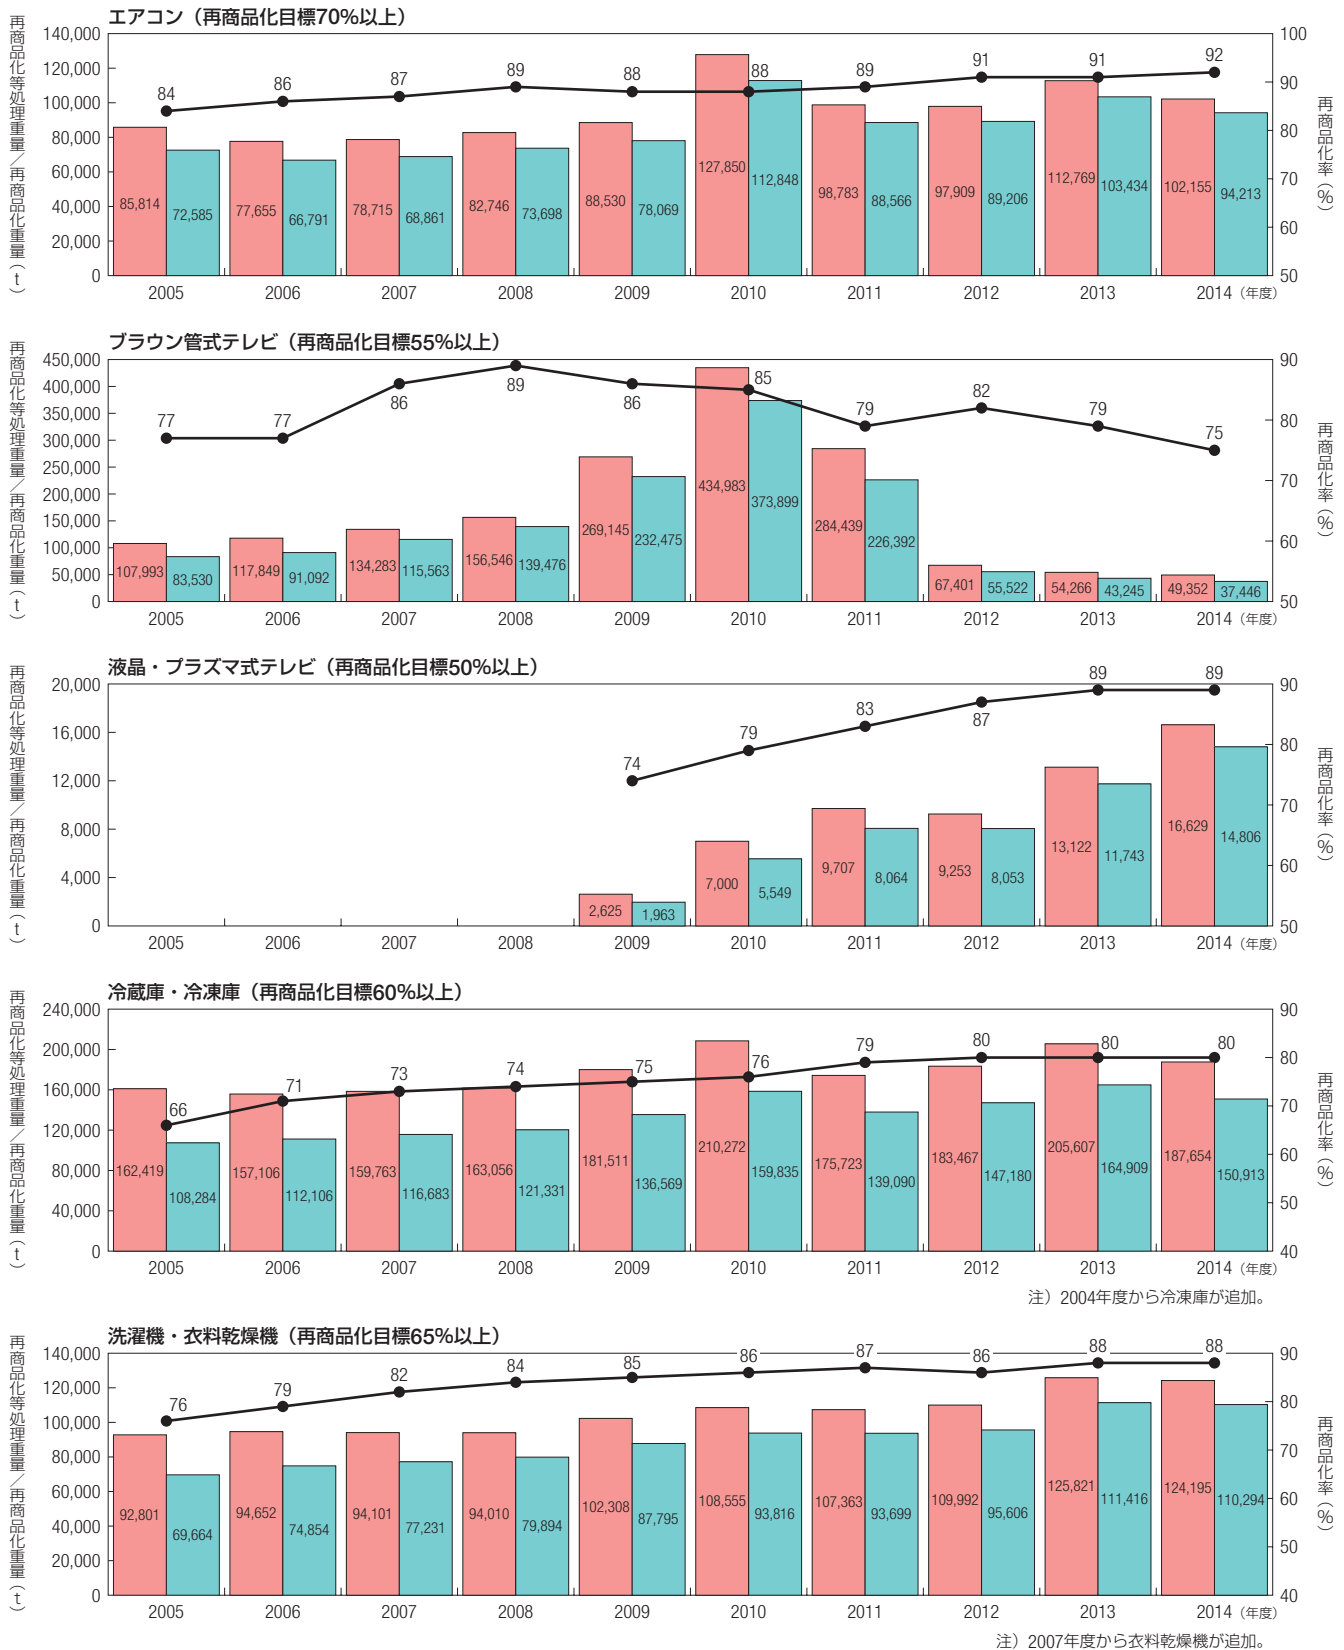 エアコン（再商品化目標70%以上）
再商品化等処理重量／再商品化重量（t）
140,000
120,000
100,000
80,000
60,000
40,000
20,000
0
84 86 87 89 88 88 89 91 91 92
85,814 72,585 77,655 66,791 78,715 68,861 82,746 73,698 88,530 78,069 127,850 112,848 98,783 88,566 97,909 89,206 112,769 103,434 102,155 94,213
100
90
80
70
60
50
再商品化率（%）
2005 2006 2007 2008 2009 2010 2011 2012 2013 2014（年度）
ブラウン管式テレビ（再商品化目標55%以上）
再商品化等処理重量／再商品化重量（t）
450,000
400,000
350,000
300,000
250,000
200,000
150,000
100,000
50,000
0
77 77 86 89 86 85 79 82 79 75
107,993 83,530 117,849 91,092 134,283 115,563 156,546 139,476 269,145 232,475 434,983 373,899 284,439 226,392 67,401 55,522 54,266 43,245 49,352 37,446
90
80
70
60
50
再商品化率（%）
2005 2006 2007 2008 2009 2010 2011 2012 2013 2014（年度）
液晶・プラズマ式テレビ（再商品化目標50%以上）
再商品化等処理重量／再商品化重量（t）
20,000
16,000
12,000
8,000
4,000
0
74 79 83 87 89 89
2,625 1,963 7,000 5,549 9,707 8,064 9,253 8,053 13,122 11,743 16,629 14,806
90
80
70
60
50
再商品化率（%）
2005 2006 2007 2008 2009 2010 2011 2012 2013 2014（年度）
冷蔵庫・冷凍庫（再商品化目標60%以上）
再商品化等処理重量／再商品化重量（t）
240,000
200,000
160,000
120,000
80,000
40,000
0
66 71 73 74 75 76 79 80 80 80
162,419 108,284 157,106 112,106 159,763 116,683 163,056 121,331 181,511 136,569 210,272 159,835 175,723 139,090 183,467 147,180 205,607 164,909 187,654 150,913
90
80
70
60
50
40
再商品化率（%）
2005 2006 2007 2008 2009 2010 2011 2012 2013 2014（年度）
注）2004年度から冷凍庫が追加。
洗濯機・衣料乾燥機（再商品化目標65%以上）
再商品化等処理重量／再商品化重量（t）
140,000
120,000
100,000
80,000
60,000
40,000
20,000
0
76 79 82 84 85 86 87 86 88 88
92,801 69,664 94,652 74,854 94,101 77,231 94,010 79,894 102,308 87,795 108,555 93,816 107,363 93,699 109,992 95,606 125,821 111,416 124,195 110,294
90
80
70
60
50
40
再商品化率（%）
2005 2006 2007 2008 2009 2010 2011 2012 2013 2014（年度）
注）2007年度から衣料乾燥機が追加。